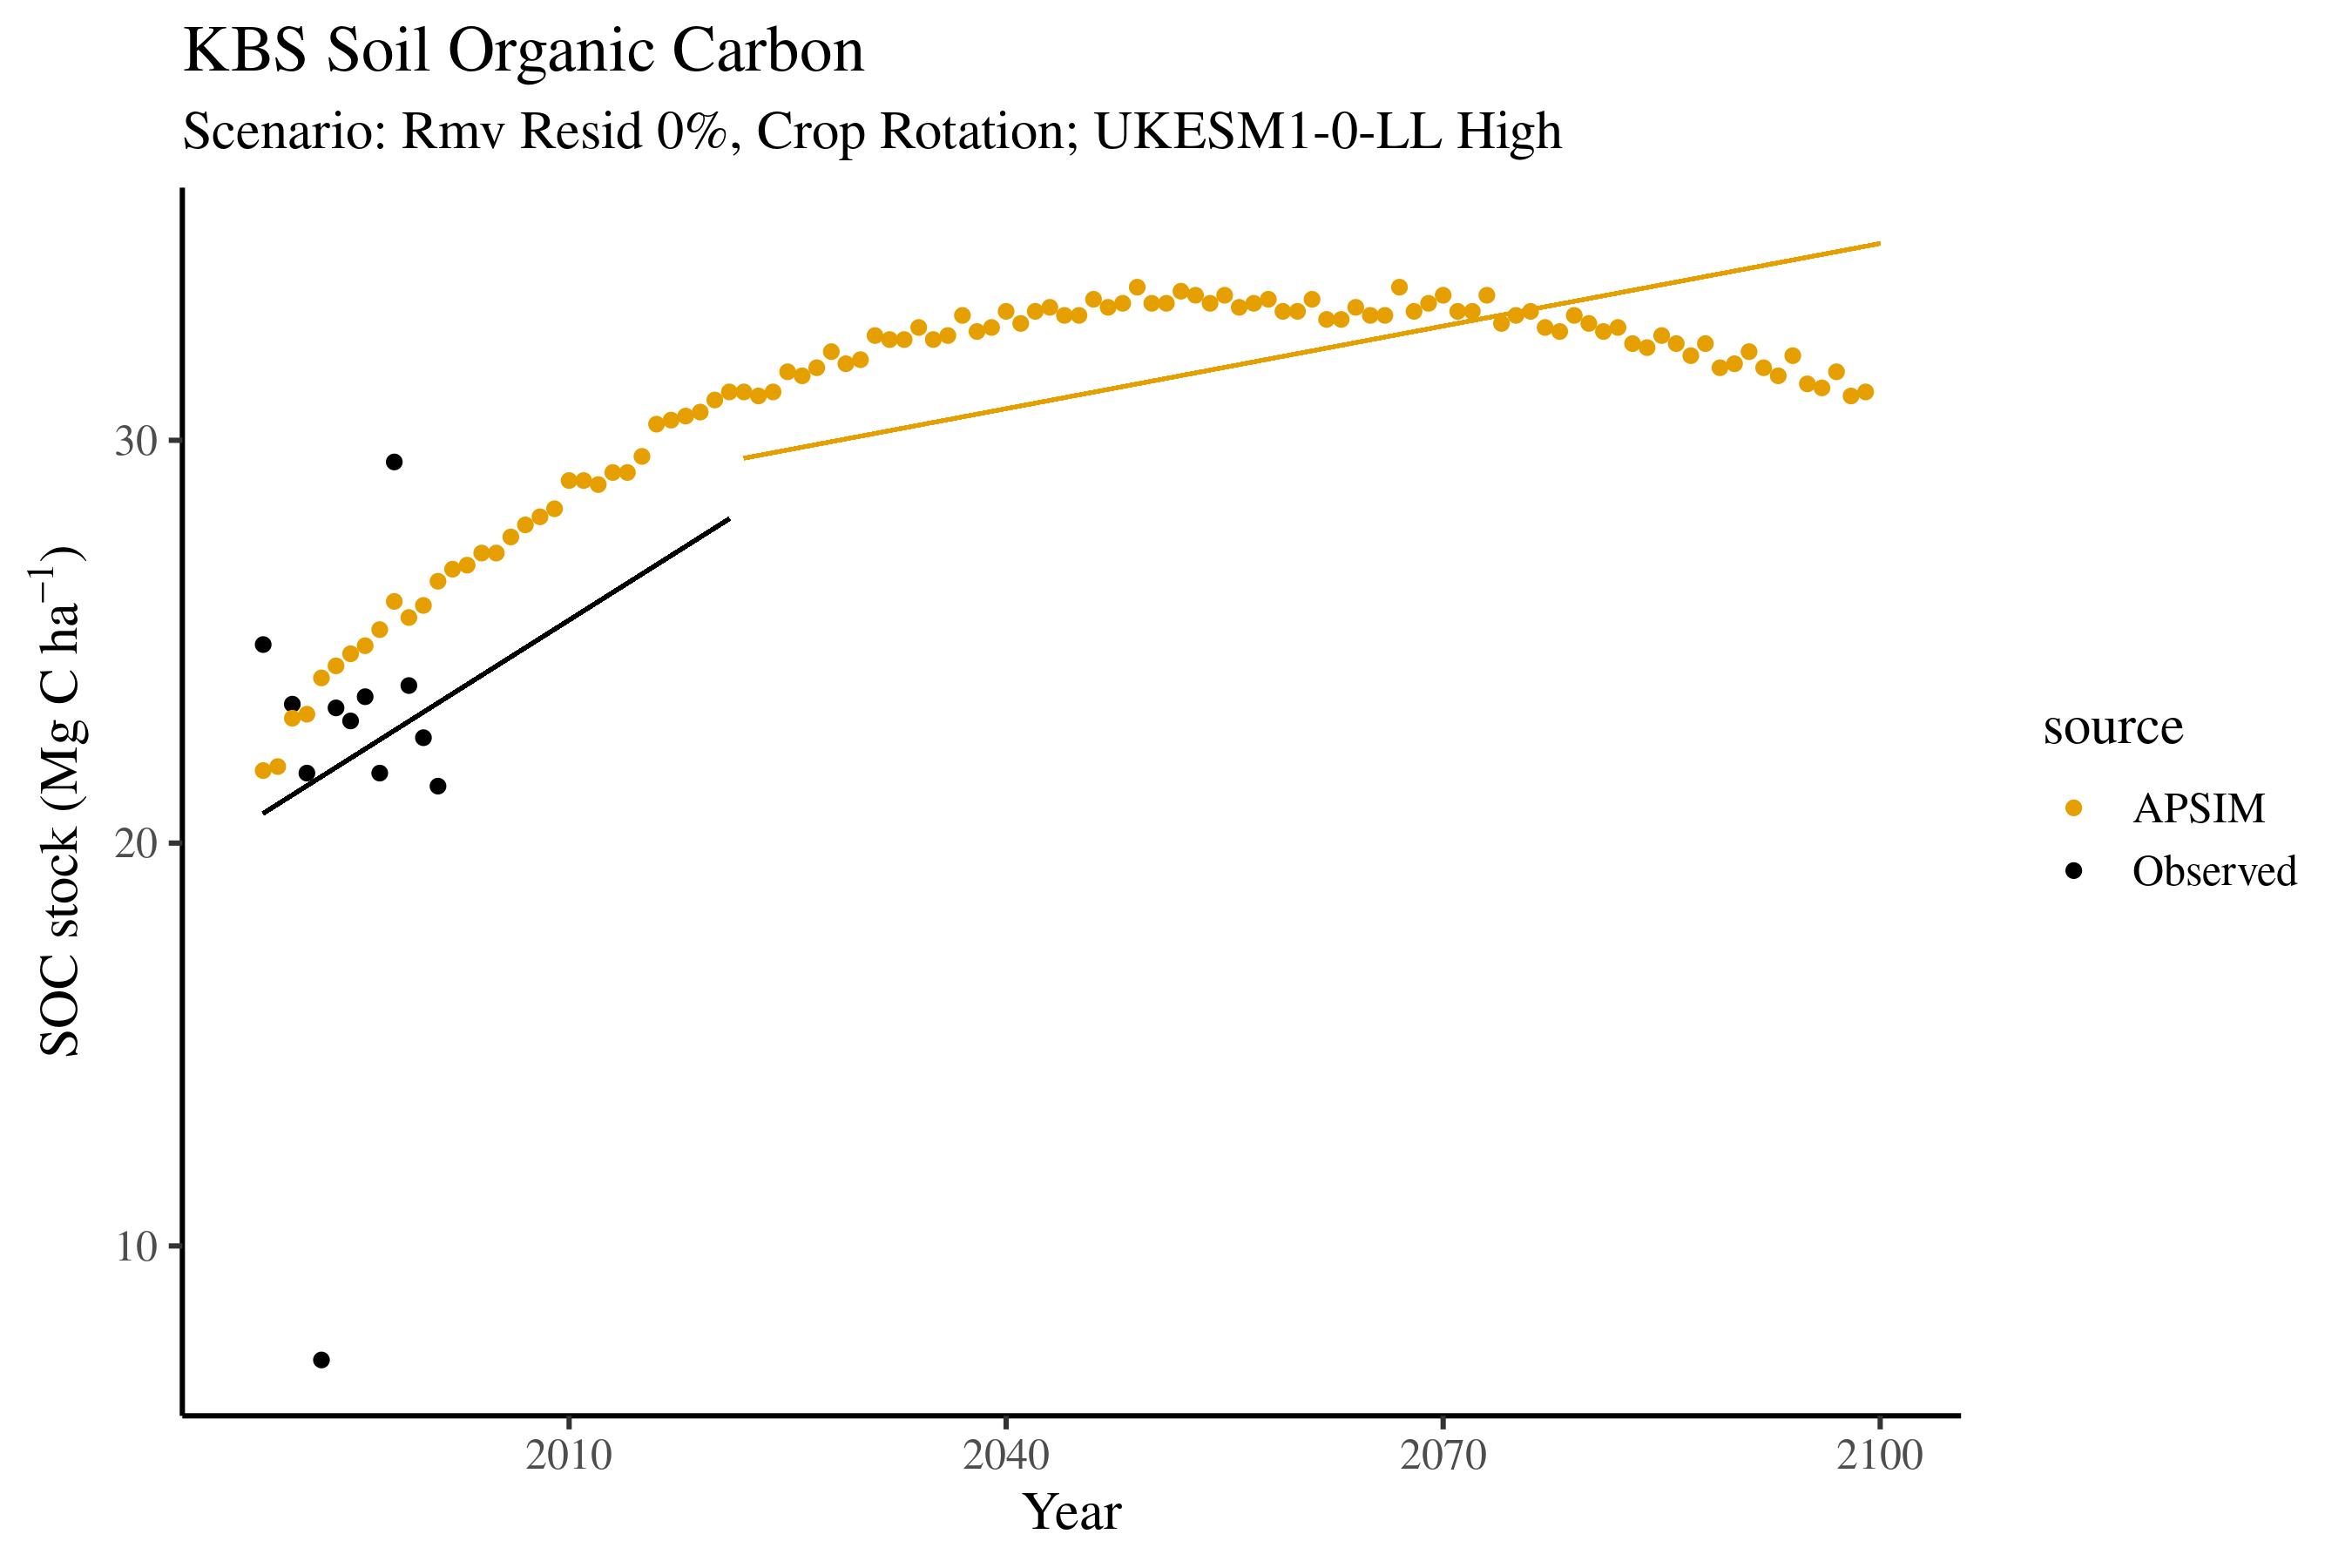 KBS Soil Organic Carbon
Scenario: Rmv Resid 0%, Crop Rotation; UKESM1-0-LL High
SOC stock (Mg C ha⁻¹)
30
20
10
2010 2040 2070 2100
Year
source
APSIM
Observed